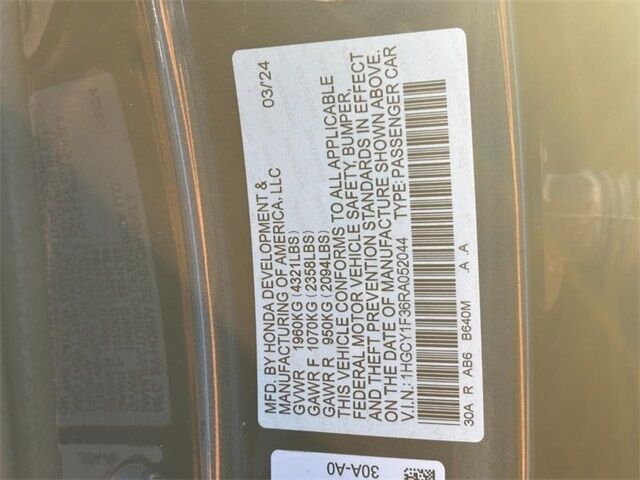 MFD. BY HONDA DEVELOPMENT &
MANUFACTURING OF AMERICA, LLC 03/24
GVWR 1960KG (4321LBS)
GAWR F 1070KG (2358LBS)
GAWR R 950KG (2094LBS)
THIS VEHICLE CONFORMS TO ALL APPLICABLE
FEDERAL MOTOR VEHICLE SAFETY, BUMPER,
AND THEFT PREVENTION STANDARDS IN EFFECT
ON THE DATE OF MANUFACTURE SHOWN ABOVE.
V.I.N.: 1HGCY1F36RA052044 TYPE: PASSENGER CAR
30A R AB6 B640M .A .A
30A-A0